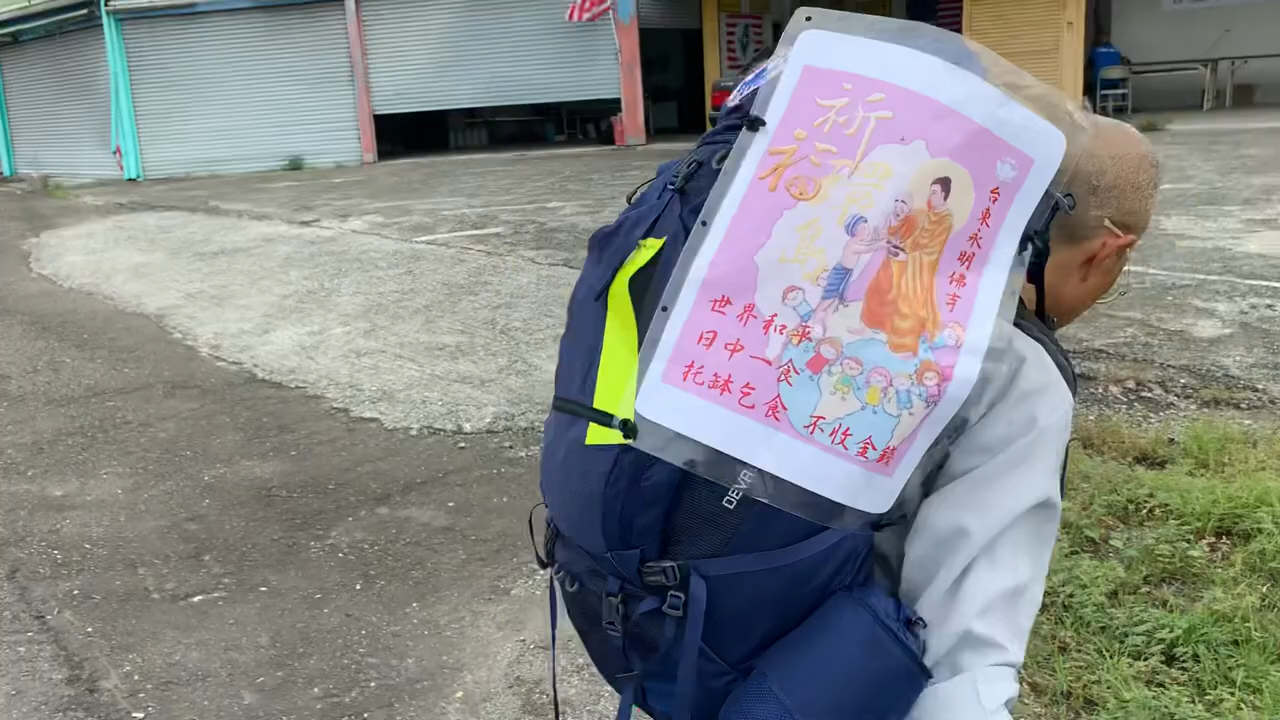 祈福
寶島
台東永明佛寺
世界和平
日中一食
托缽乞食 不收金錢